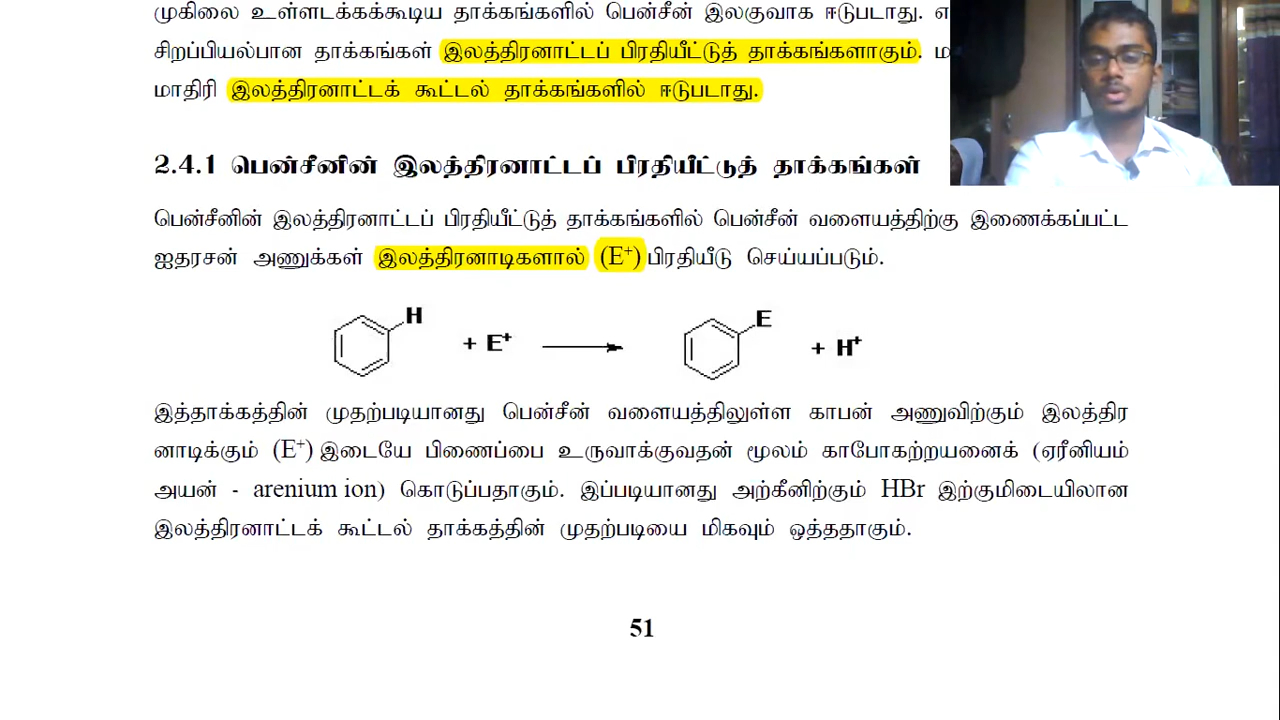 முகிலை உள்ளடக்கக்கூடிய தாக்கங்களில் பென்சீன் இலகுவாக ஈடுபடாது. எ
சிறப்பியல்பான தாக்கங்கள் இலத்திரனாட்டப் பிரதியீட்டுத் தாக்கங்களாகும். ம
மாதிரி இலத்திரனாட்டக் கூட்டல் தாக்கங்களில் ஈடுபடாது.
2.4.1 பென்சீனின் இலத்திரனாட்டப் பிரதியீட்டுத் தாக்கங்கள்
பென்சீனின் இலத்திரனாட்டப் பிரதியீட்டுத் தாக்கங்களில் பென்சீன் வளையத்திற்கு இணைக்கப்பட்ட
ஐதரசன் அணுக்கள் இலத்திரனாடிகளால் (E⁺) பிரதியீடு செய்யப்படும்.
H + E⁺ ⟶ E + H⁺
இத்தாக்கத்தின் முதற்படியானது பென்சீன் வளையத்திலுள்ள காபன் அணுவிற்கும் இலத்திர
னாடிக்கும் (E⁺) இடையே பிணைப்பை உருவாக்குவதன் மூலம் காபோகற்றயனைக் (ஏரீனியம்
அயன் - arenium ion) கொடுப்பதாகும். இப்படியானது அற்கீனிற்கும் HBr இற்குமிடையிலான
இலத்திரனாட்டக் கூட்டல் தாக்கத்தின் முதற்படியை மிகவும் ஒத்ததாகும்.
51